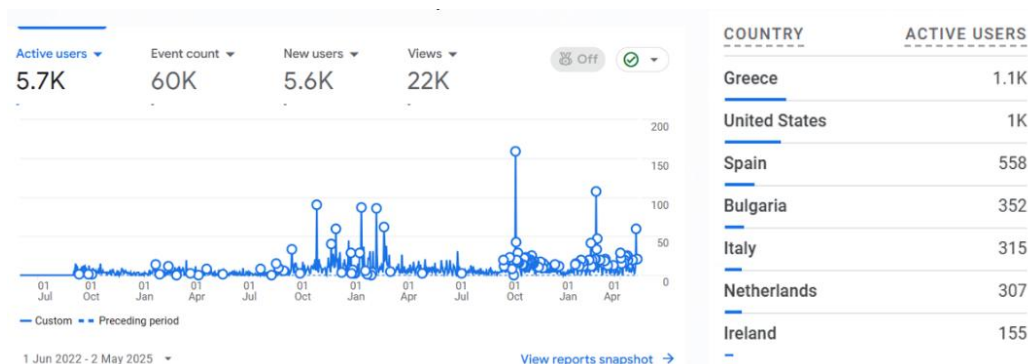 Active users Event count New users Views
5.7K 60K 5.6K 22K
Off
- - - -
200
150
100
50
0
01 01 01 01 01 01 01 01 01 01 01 01
Jul Oct Jan Apr Jul Oct Jan Apr Jul Oct Jan Apr
Custom Preceding period
1 Jun 2022 - 2 May 2025
View reports snapshot →
COUNTRY ACTIVE USERS
Greece 1.1K
United States 1K
Spain 558
Bulgaria 352
Italy 315
Netherlands 307
Ireland 155